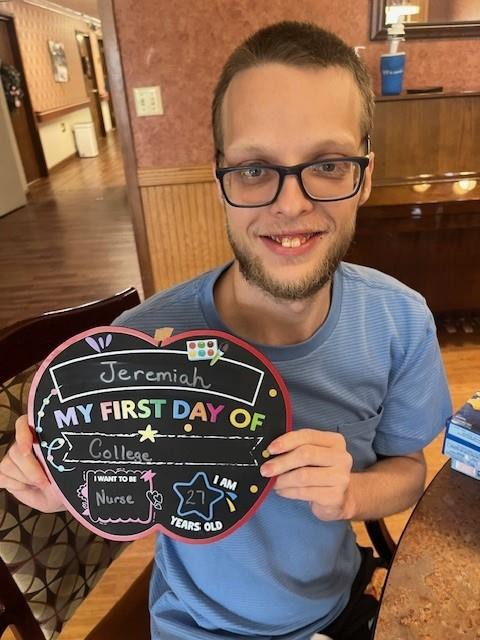 Jeremiah
MY FIRST DAY OF
College
I WANT TO BE
Nurse
I AM
27
YEARS OLD